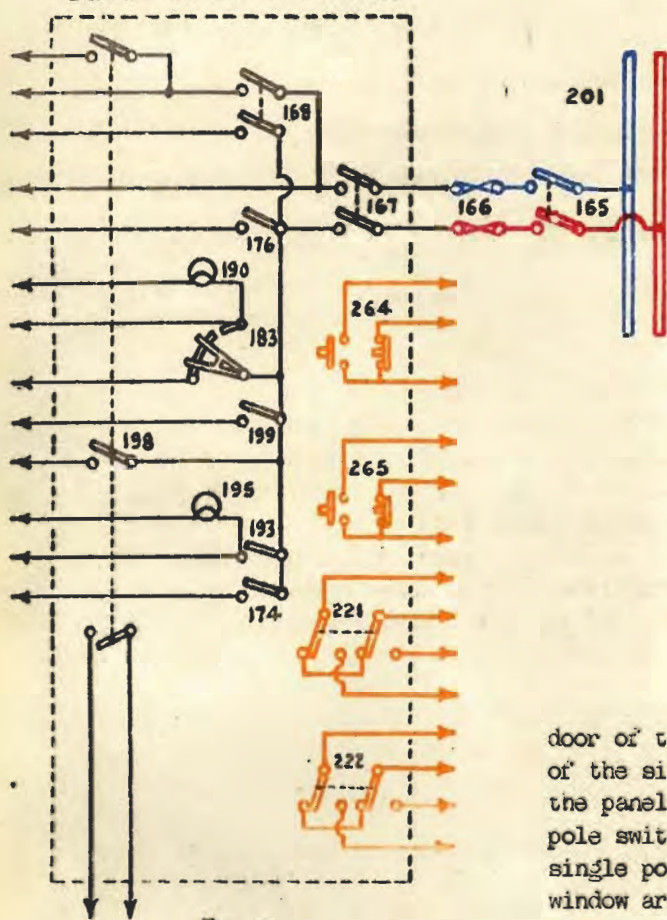 201
168
167
166
165
176
190
264
183
199
198
265
195
193
174
221
222
door of t
of the si
the panel
pole swit
single po
window ar